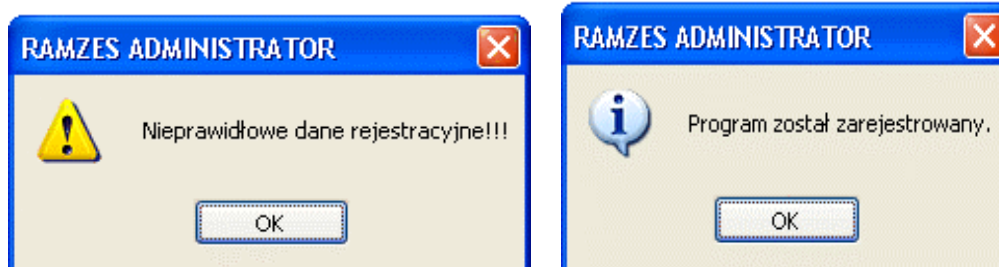 RAMZES ADMINISTRATOR
Nieprawidłowe dane rejestracyjne!!!
OK
RAMZES ADMINISTRATOR
Program został zarejestrowany.
OK